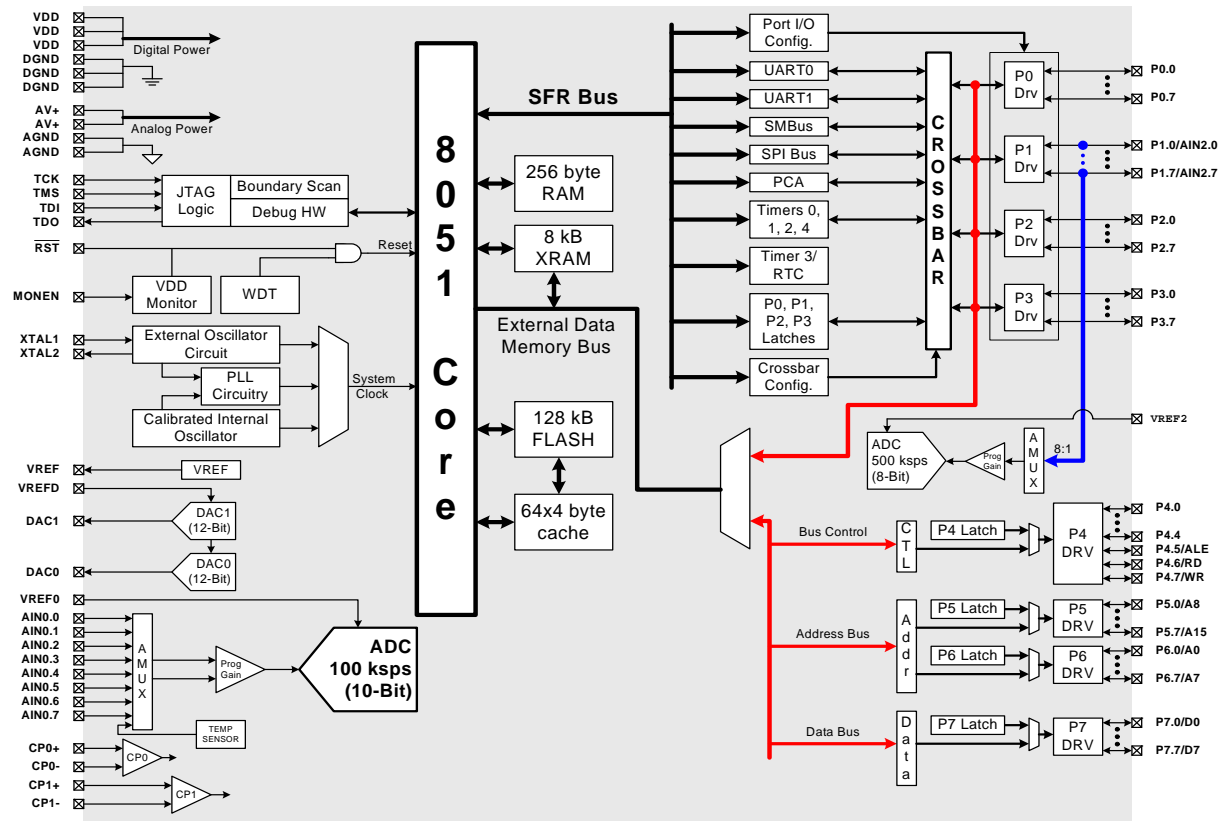 VDD
VDD
VDD
DGND
DGND
DGND
Digital Power
AV+
AV+
AGND
AGND
Analog Power
TCK
TMS
TDI
TDO
JTAG
Logic
Boundary Scan
Debug HW
RST
MONEN
VDD
Monitor
WDT
Reset
XTAL1
XTAL2
External Oscillator
Circuit
PLL
Circuitry
Calibrated Internal
Oscillator
System
Clock
VREF
VREF
VREFD
DAC1
DAC1
(12-Bit)
DAC0
DAC0
(12-Bit)
VREF0
AIN0.0
AIN0.1
AIN0.2
AIN0.3
AIN0.4
AIN0.5
AIN0.6
AIN0.7
AMUX
Prog
Gain
ADC
100 ksps
(10-Bit)
TEMP
SENSOR
CP0+
CP0-
CP0
CP1+
CP1-
CP1
8051 Core
SFR Bus
256 byte
RAM
8 kB
XRAM
External Data
Memory Bus
128 kB
FLASH
64x4 byte
cache
Port I/O
Config.
UART0
UART1
SMBus
SPI Bus
PCA
Timers 0,
1, 2, 4
Timer 3/
RTC
P0, P1,
P2, P3
Latches
Crossbar
Config.
CROSSBAR
P0
Drv
P1
Drv
P2
Drv
P3
Drv
P0.0
P0.7
P1.0/AIN2.0
P1.7/AIN2.7
P2.0
P2.7
P3.0
P3.7
VREF2
ADC
500 ksps
(8-Bit)
Prog
Gain
AMUX
8:1
Bus Control
CTL
P4 Latch
P4
DRV
P4.0
P4.4
P4.5/ALE
P4.6/RD
P4.7/WR
Address Bus
Addr
P5 Latch
P5
DRV
P5.0/A8
P5.7/A15
P6 Latch
P6
DRV
P6.0/A0
P6.7/A7
Data Bus
Data
P7 Latch
P7
DRV
P7.0/D0
P7.7/D7